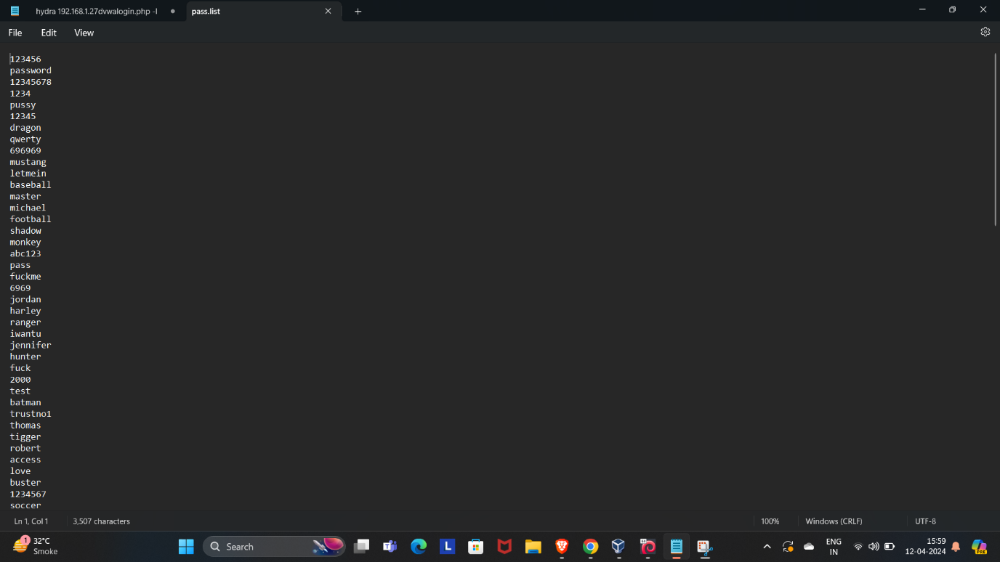 hydra 192.168.1.27dvwalogin.php -l
pass.list
File Edit View
123456
password
12345678
1234
pussy
12345
dragon
qwerty
696969
mustang
letmein
baseball
master
michael
football
shadow
monkey
abc123
pass
fuckme
6969
jordan
harley
ranger
iwantu
jennifer
hunter
fuck
2000
test
batman
trustno1
thomas
tigger
robert
access
love
buster
1234567
soccer
Ln 1, Col 1 3,507 characters 100% Windows (CRLF) UTF-8
1
32°C
Smoke
Search
T
L
PRE
ENG
IN
15:59
12-04-2024